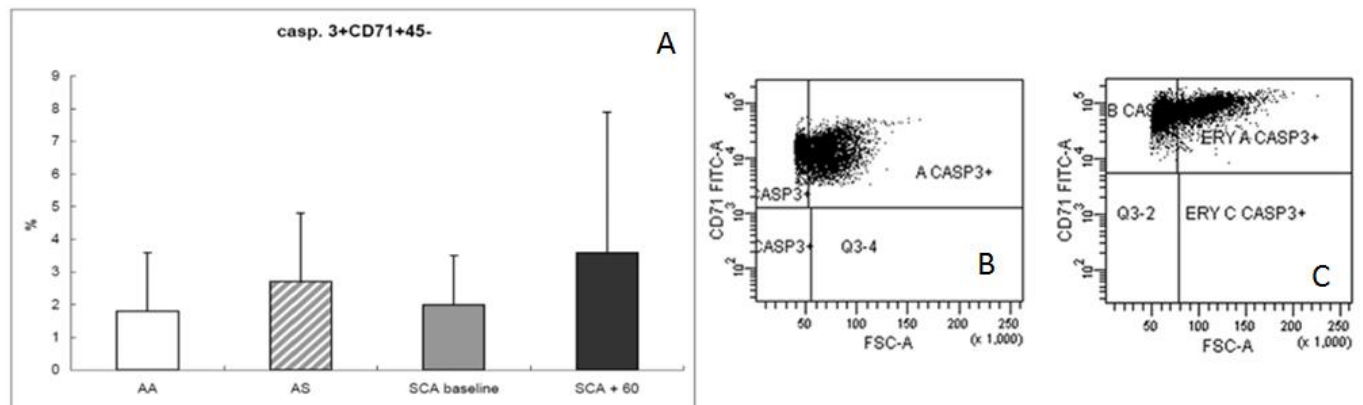 casp. 3+CD71+45-
A
9
8
7
6
5
4
3
2
1
0
%
AA
AS
SCA baseline
SCA + 60
CD71 FITC-A
10^5
10^4
10^3
10^2
A CASP3+
CASP3+
CASP3+
Q3-4
B
50
100
150
200
250
FSC-A
(x 1,000)
CD71 FITC-A
10^5
10^4
10^3
10^2
B CAS
ERY A CASP3+
Q3-2
ERY C CASP3+
C
50
100
150
200
250
FSC-A
(x 1,000)